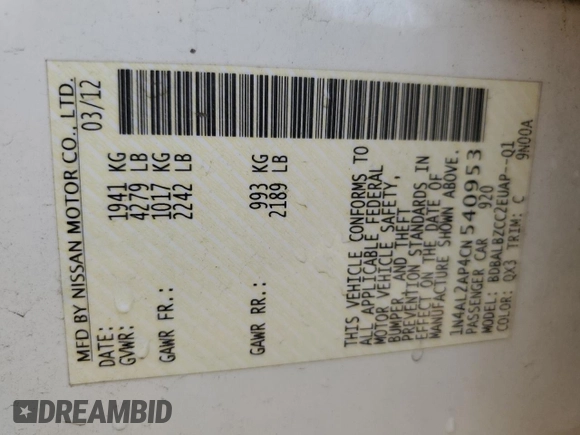 MFD BY NISSAN MOTOR CO., LTD.
DATE: 03/12
GVWR: 1941 KG
4279 LB
GAWR FR.: 1017 KG
2242 LB
GAWR RR.: 993 KG
2189 LB
THIS VEHICLE CONFORMS TO
ALL APPLICABLE FEDERAL
MOTOR VEHICLE SAFETY,
BUMPER, AND THEFT
PREVENTION STANDARDS IN
EFFECT ON THE DATE OF
MANUFACTURE SHOWN ABOVE.
1N4AL2AP4CN540953
PASSENGER CAR 920
MODEL: BDBALBZCC2EUAP--Q1
COLOR: QX3 TRIM: C 9N00A
DREAMBID